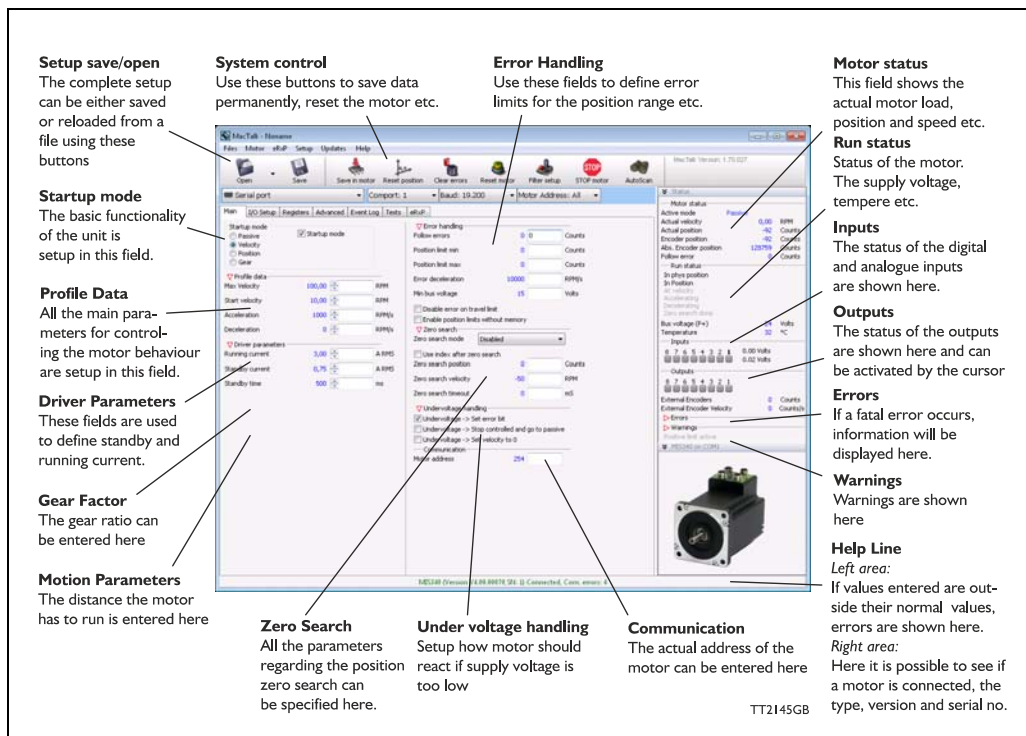 Setup save/open
The complete setup
can be either saved
or reloaded from a
file using these
buttons
System control
Use these buttons to save data
permanently, reset the motor etc.
Error Handling
Use these fields to define error
limits for the position range etc.
Motor status
This field shows the
actual motor load,
position and speed etc.
Run status
Status of the motor.
The supply voltage,
tempere etc.
Inputs
The status of the digital
and analogue inputs
are shown here.
Outputs
The status of the outputs
are shown here and can
be activated by the cursor
Errors
If a fatal error occurs,
information will be
displayed here.
Warnings
Warnings are shown
here
Help Line
Left area:
If values entered are out-
side their normal values,
errors are shown here.
Right area:
Here it is possible to see if
a motor is connected, the
type, version and serial no.
Startup mode
The basic functionality
of the unit is
setup in this field.
Profile Data
All the main para-
meters for control-
ing the motor behaviour
are setup in this field.
Driver Parameters
These fields are used
to define standby and
running current.
Gear Factor
The gear ratio can
be entered here
Motion Parameters
The distance the motor
has to run is entered here
MacTalk - Noname
Files Motor eRxP Setup Updates Help
Open Save Save in motor Reset position Clear errors Reset motor Filter setup STOP motor AutoScan
MacTalk Version: 1.70.027
Serial port Comport: 1 Baud: 19.200 Motor Address: All
Main I/O Setup Registers Advanced Event Log Tests eRxP
Startup mode
Passive
Velocity
Position
Gear
Startup mode
Profile data
Max Velocity 100,00 RPM
Start velocity 10,00 RPM
Acceleration 1000 RPM/s
Deceleration 0 RPM/s
Driver parameters
Running current 3,00 A RMS
Standby current 0,75 A RMS
Standby time 500 ms
Error handling
Follow errors 0 0 Counts
Position limit min 0 Counts
Position limit max 0 Counts
Error deceleration 10000 RPM/s
Min bus voltage 15 Volts
Disable error on travel limit
Enable position limits without memory
Zero search
Zero search mode Disabled
Use index after zero search
Zero search position 0 Counts
Zero search velocity -50 RPM
Zero search timeout 0 mS
Undervoltage handling
Undervoltage -> Set error bit
Undervoltage -> Stop controlled and go to passive
Undervoltage -> Set velocity to 0
Communication
Motor address 254
Status
Motor status
Active mode Passive
Actual velocity 0,00 RPM
Actual position -92 Counts
Encoder position -92 Counts
Abs. Encoder position 128759 Counts
Follow error 0 Counts
Run status
In phys position
In Position
At velocity
Accelerating
Decelerating
Zero search done
Bus voltage (P+) 24 Volts
Temperature 32 °C
Inputs
8 7 6 5 4 3 2 1 0.00 Volts
0.02 Volts
Outputs
8 7 6 5 4 3 2 1
External Encoders 0 Counts
External Encoder Velocity 0 Counts/s
Errors
Warnings
Positive limit active
MIS340 on COM1
Connected, Com. errors: 4
Zero Search
All the parameters
regarding the position
zero search can
be specified here.
Under voltage handling
Setup how motor should
react if supply voltage is
too low
Communication
The actual address of the
motor can be entered here
TT2145GB